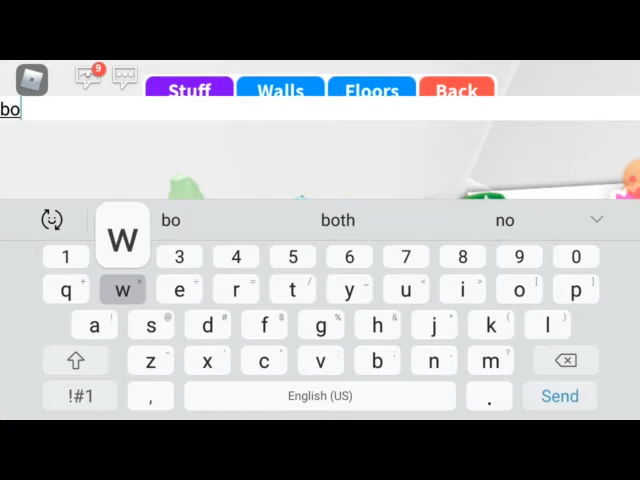 9
Stuff Walls Floors Back
bo
w bo both no
1 3 4 5 6 7 8 9 0
q + w × e ÷ r = t / y _ u < i > o [ p ]
a ! s @ d # f $ g % h & j * k ( l )
z - x ' c " v : b ; n , m ?
!#1 , English (US) . Send